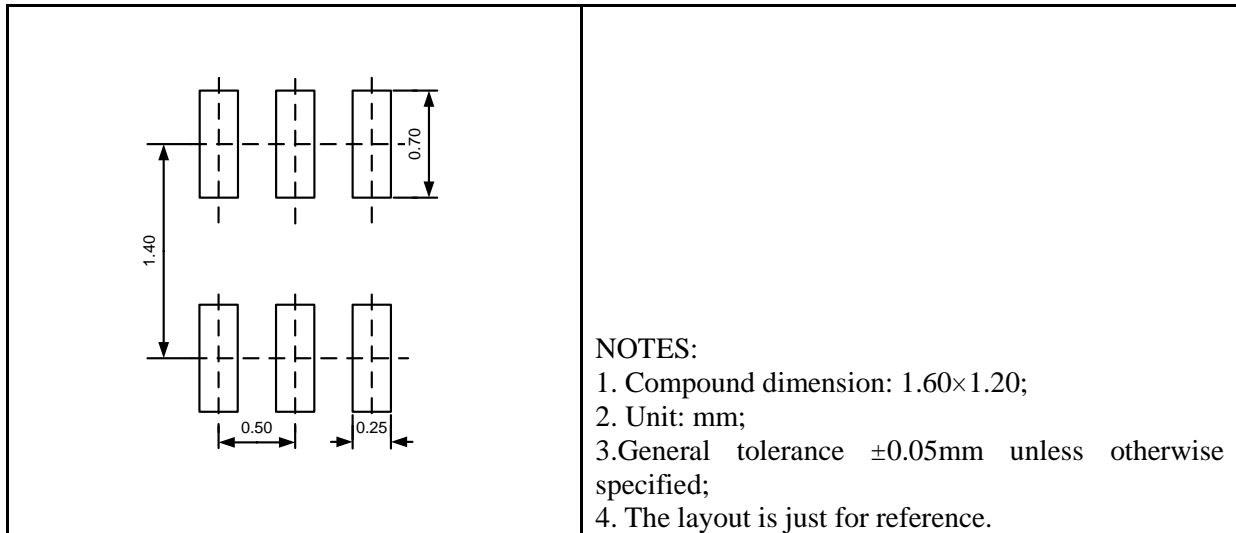 0.70
1.40
0.50
0.25
NOTES:
1. Compound dimension: 1.60×1.20;
2. Unit: mm;
3.General tolerance ±0.05mm unless otherwise
specified;
4. The layout is just for reference.